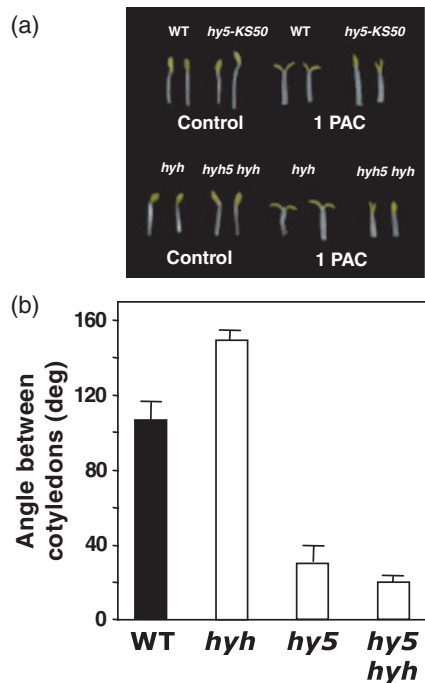 (a)
WT hy5-KS50 WT hy5-KS50
Control 1 PAC
hyh hyh5 hyh hyh hyh5 hyh
Control 1 PAC
(b)
160
120
80
40
0
Angle between
cotyledons (deg)
WT hyh hy5 hy5
hyh